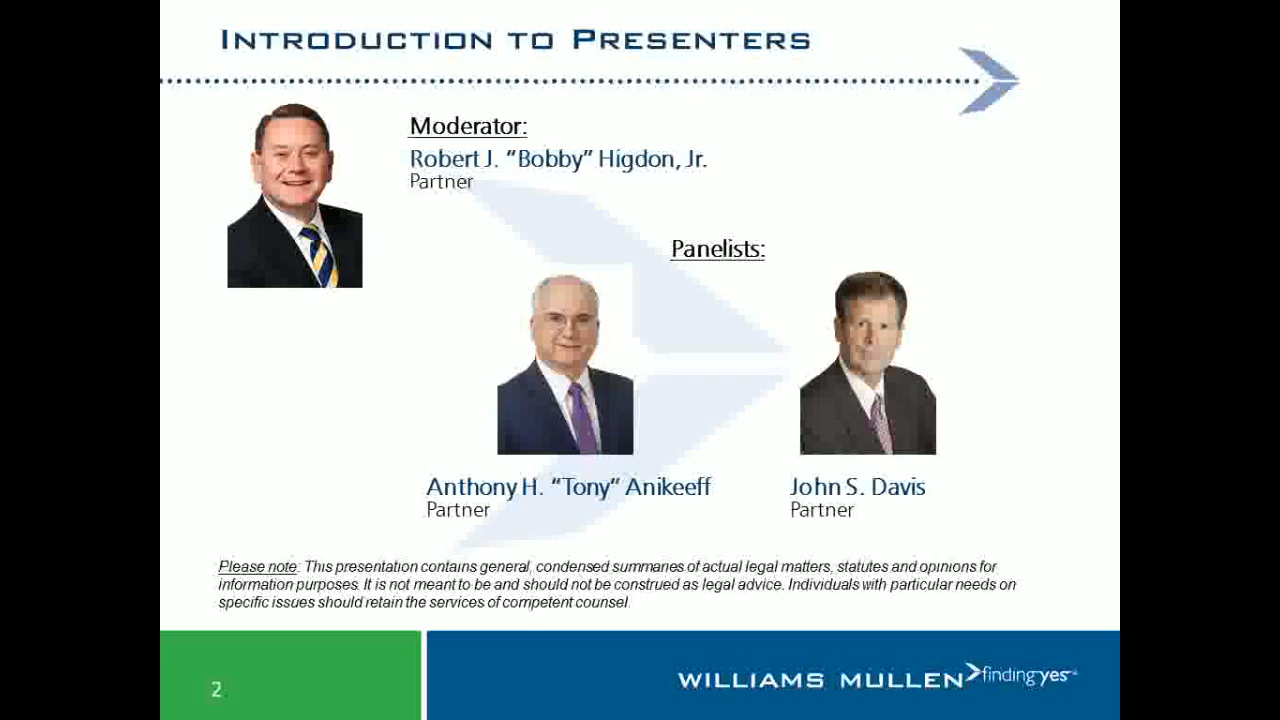 INTRODUCTION TO PRESENTERS
Moderator:
Robert J. “Bobby” Higdon, Jr.
Partner
Panelists:
Anthony H. “Tony” Anikeeff
Partner
John S. Davis
Partner
Please note: This presentation contains general, condensed summaries of actual legal matters, statutes and opinions for
information purposes. It is not meant to be and should not be construed as legal advice. Individuals with particular needs on
specific issues should retain the services of competent counsel.
2
WILLIAMS MULLEN findingyes